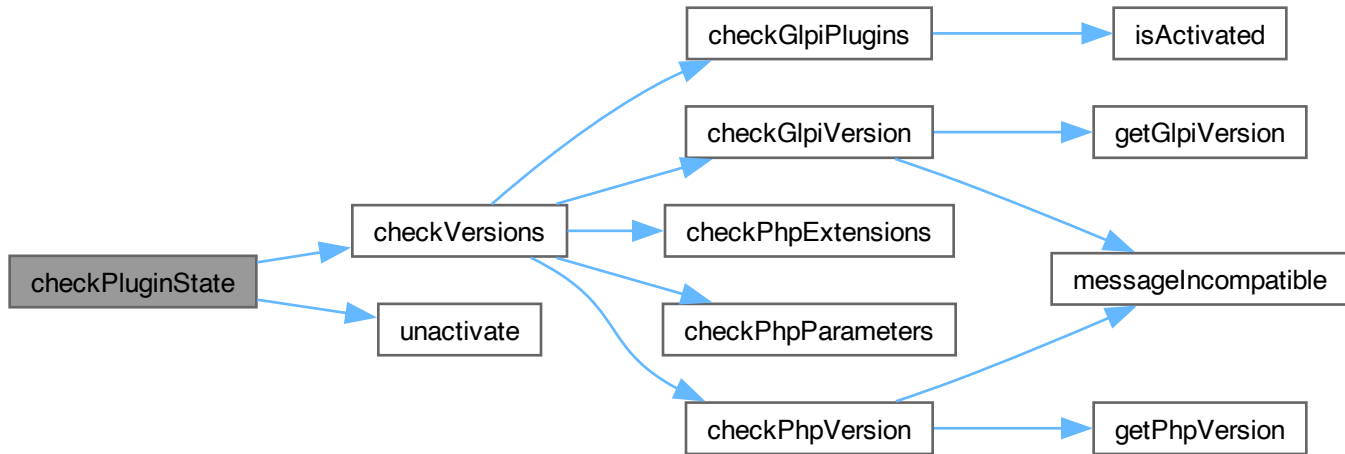 checkGlpiPlugins
isActivated
checkGlpiVersion
getGlpiVersion
checkVersions
checkPhpExtensions
checkPluginState
messageIncompatible
unactivate
checkPhpParameters
checkPhpVersion
getPhpVersion